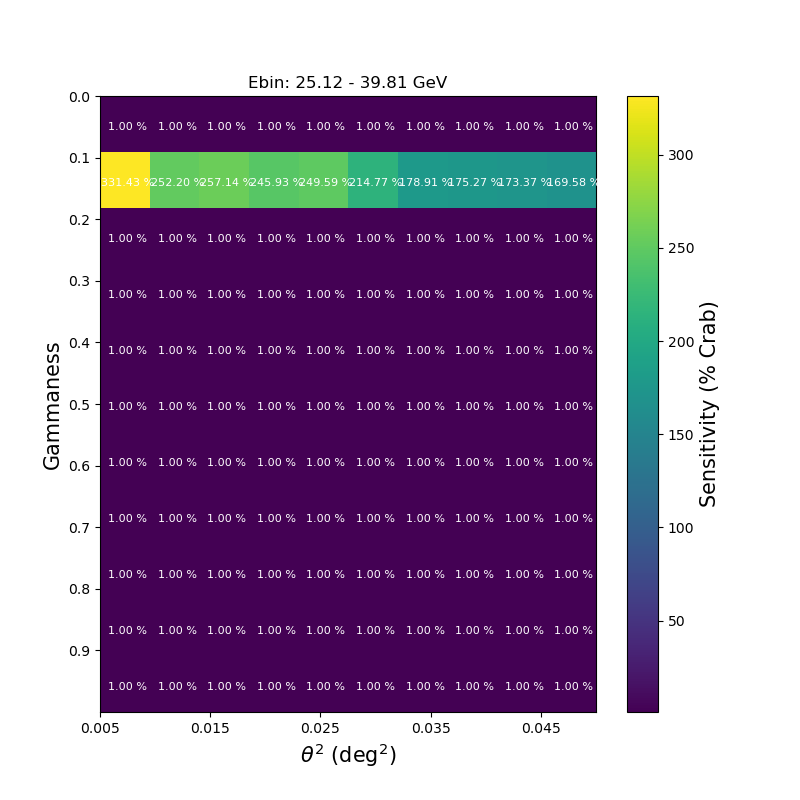 Ebin: 25.12 - 39.81 GeV
0.0
1.00 % 1.00 % 1.00 % 1.00 % 1.00 % 1.00 % 1.00 % 1.00 % 1.00 % 1.00 %
0.1
331.43 % 252.20 % 257.14 % 245.93 % 249.59 % 214.77 % 178.91 % 175.27 % 173.37 % 169.58 %
0.2
1.00 % 1.00 % 1.00 % 1.00 % 1.00 % 1.00 % 1.00 % 1.00 % 1.00 % 1.00 %
0.3
1.00 % 1.00 % 1.00 % 1.00 % 1.00 % 1.00 % 1.00 % 1.00 % 1.00 % 1.00 %
0.4
1.00 % 1.00 % 1.00 % 1.00 % 1.00 % 1.00 % 1.00 % 1.00 % 1.00 % 1.00 %
0.5
1.00 % 1.00 % 1.00 % 1.00 % 1.00 % 1.00 % 1.00 % 1.00 % 1.00 % 1.00 %
0.6
1.00 % 1.00 % 1.00 % 1.00 % 1.00 % 1.00 % 1.00 % 1.00 % 1.00 % 1.00 %
0.7
1.00 % 1.00 % 1.00 % 1.00 % 1.00 % 1.00 % 1.00 % 1.00 % 1.00 % 1.00 %
0.8
1.00 % 1.00 % 1.00 % 1.00 % 1.00 % 1.00 % 1.00 % 1.00 % 1.00 % 1.00 %
0.9
1.00 % 1.00 % 1.00 % 1.00 % 1.00 % 1.00 % 1.00 % 1.00 % 1.00 % 1.00 %
1.00 % 1.00 % 1.00 % 1.00 % 1.00 % 1.00 % 1.00 % 1.00 % 1.00 % 1.00 %
Gammaness
0.005 0.015 0.025 0.035 0.045
θ² (deg²)
300
250
200
150
100
50
Sensitivity (% Crab)